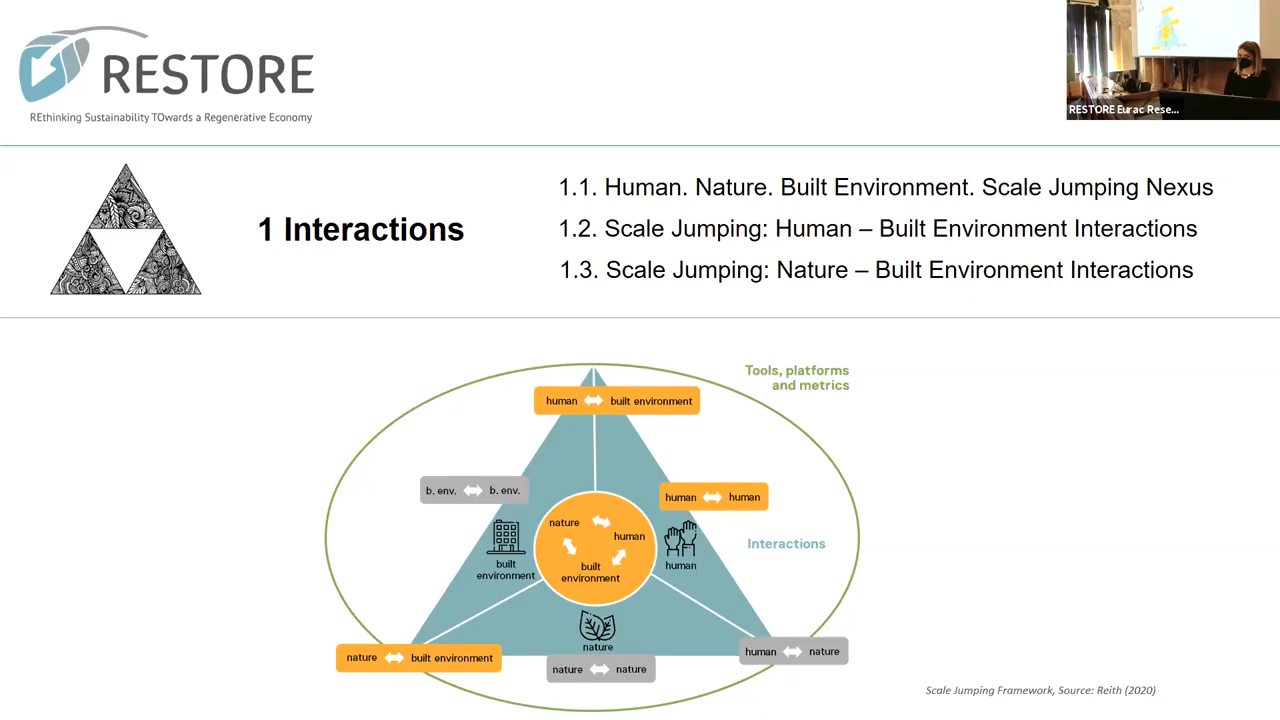 RESTORE
REthinking Sustainability TOwards a Regenerative Economy
RESTORE Eurac Rese...
1 Interactions
1.1. Human. Nature. Built Environment. Scale Jumping Nexus
1.2. Scale Jumping: Human – Built Environment Interactions
1.3. Scale Jumping: Nature – Built Environment Interactions
Tools, platforms
and metrics
human built environment
b. env. b. env.
human human
nature
human
built
environment
Interactions
built
environment
human
nature
nature built environment
nature nature
human nature
Scale Jumping Framework, Source: Reith (2020)